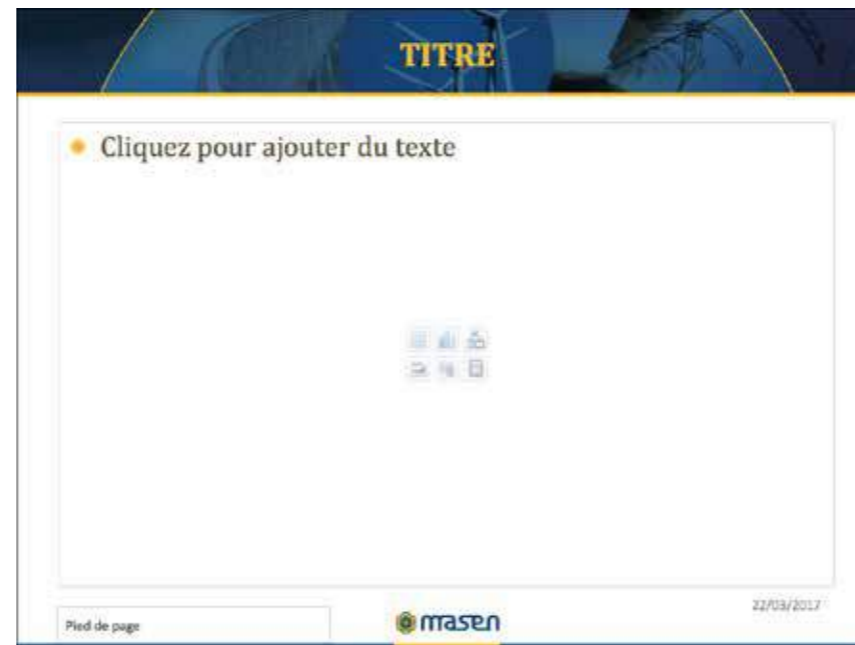 TITRE
Cliquez pour ajouter du texte
22/03/2017
Pied de page
masen